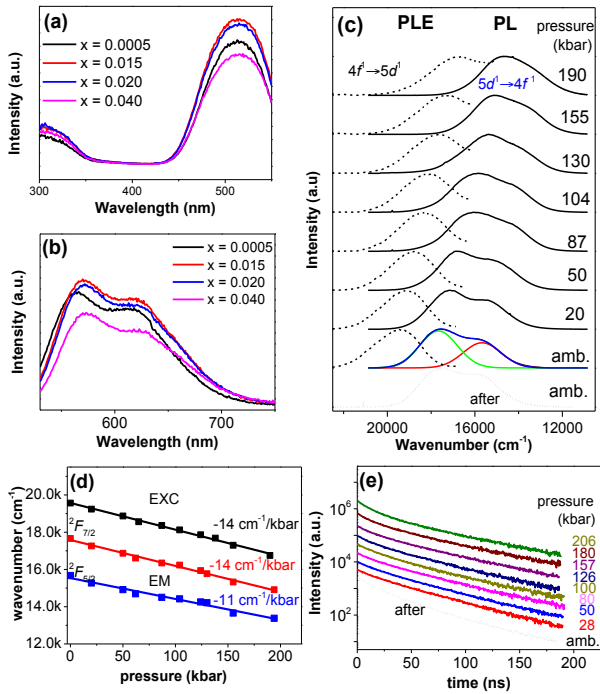 (a)
x = 0.0005
x = 0.015
x = 0.020
x = 0.040
Intensity (a.u.)
300 400 500
Wavelength (nm)
(b)
x = 0.0005
x = 0.015
x = 0.020
x = 0.040
Intensity (a.u.)
600 700
Wavelength (nm)
(c) PLE PL pressure
(kbar)
4f¹→5d¹
5d¹→4f¹
190
155
130
104
87
50
20
amb.
after amb.
Intensity (a.u)
20000 16000 12000
Wavenumber (cm⁻¹)
(d)
EXC
-14 cm⁻¹/kbar
²F₇/₂
-14 cm⁻¹/kbar
²F₅/₂
EM
-11 cm⁻¹/kbar
wavenumber (cm⁻¹)
20.0k
18.0k
16.0k
14.0k
12.0k
0 50 100 150 200
pressure (kbar)
(e)
pressure
(kbar)
206
180
157
126
100
80
50
28
after amb.
Intensity (a.u.)
10⁶
10⁴
10²
0 50 100 150 200
time (ns)